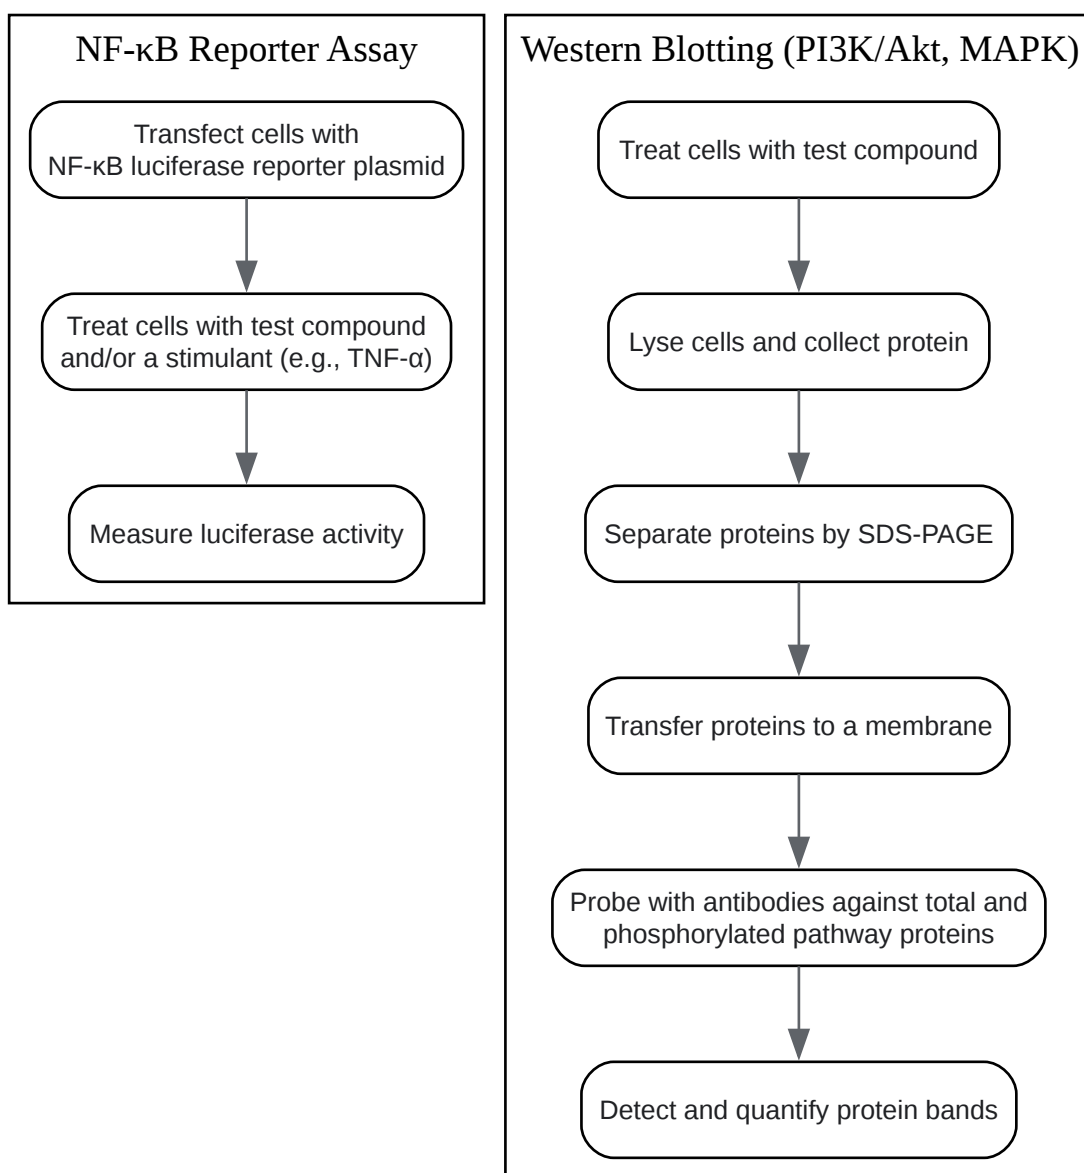 NF-κB Reporter Assay
Transfect cells with
NF-κB luciferase reporter plasmid
Treat cells with test compound
and/or a stimulant (e.g., TNF-α)
Measure luciferase activity
Western Blotting (PI3K/Akt, MAPK)
Treat cells with test compound
Lyse cells and collect protein
Separate proteins by SDS-PAGE
Transfer proteins to a membrane
Probe with antibodies against total and
phosphorylated pathway proteins
Detect and quantify protein bands